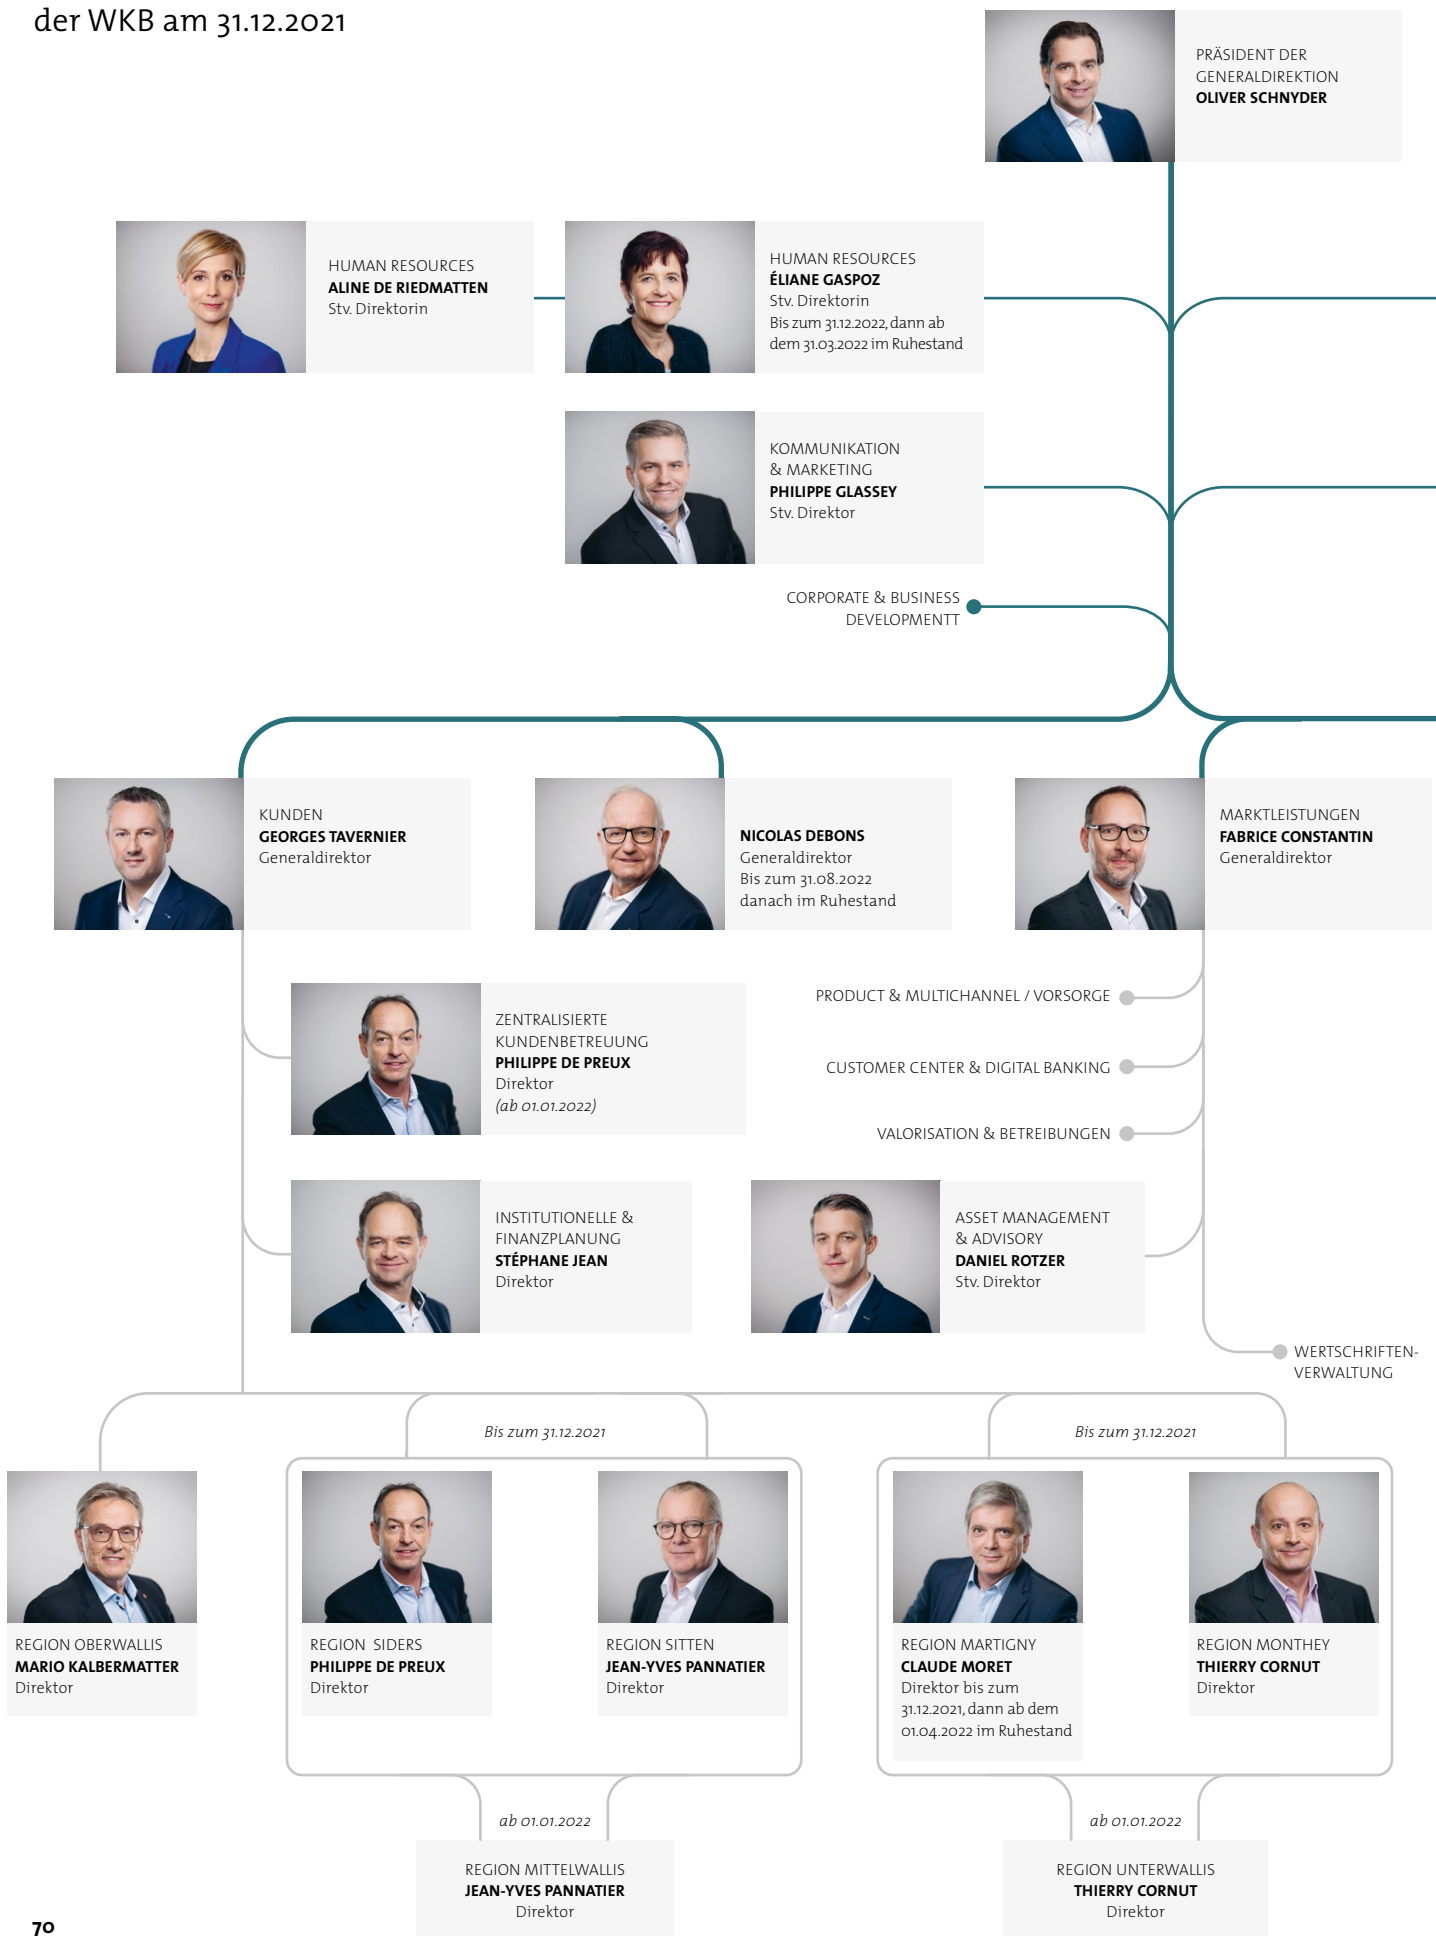 der WKB am 31.12.2021
PRÄSIDENT DER
GENERALDIREKTION
OLIVER SCHNYDER
HUMAN RESOURCES
ALINE DE RIEDMATTEN
Stv. Direktorin
HUMAN RESOURCES
ÉLIANE GASPOZ
Stv. Direktorin
Bis zum 31.12.2022, dann ab
dem 31.03.2022 im Ruhestand
KOMMUNIKATION
& MARKETING
PHILIPPE GLASSEY
Stv. Direktor
CORPORATE & BUSINESS
DEVELOPMENTT
KUNDEN
GEORGES TAVERNIER
Generaldirektor
NICOLAS DEBONS
Generaldirektor
Bis zum 31.08.2022
danach im Ruhestand
MARKTLEISTUNGEN
FABRICE CONSTANTIN
Generaldirektor
ZENTRALISIERTE
KUNDENBETREUUNG
PHILIPPE DE PREUX
Direktor
(ab 01.01.2022)
PRODUCT & MULTICHANNEL / VORSORGE
CUSTOMER CENTER & DIGITAL BANKING
VALORISATION & BETREIBUNGEN
INSTITUTIONELLE &
FINANZPLANUNG
STÉPHANE JEAN
Direktor
ASSET MANAGEMENT
& ADVISORY
DANIEL ROTZER
Stv. Direktor
WERTSCHRIFTEN-
VERWALTUNG
Bis zum 31.12.2021
Bis zum 31.12.2021
REGION OBERWALLIS
MARIO KALBERMATTER
Direktor
REGION SIDERS
PHILIPPE DE PREUX
Direktor
REGION SITTEN
JEAN-YVES PANNATIER
Direktor
REGION MARTIGNY
CLAUDE MORET
Direktor bis zum
31.12.2021, dann ab dem
01.04.2022 im Ruhestand
REGION MONTHEY
THIERRY CORNUT
Direktor
ab 01.01.2022
ab 01.01.2022
REGION MITTELWALLIS
JEAN-YVES PANNATIER
Direktor
REGION UNTERWALLIS
THIERRY CORNUT
Direktor
70